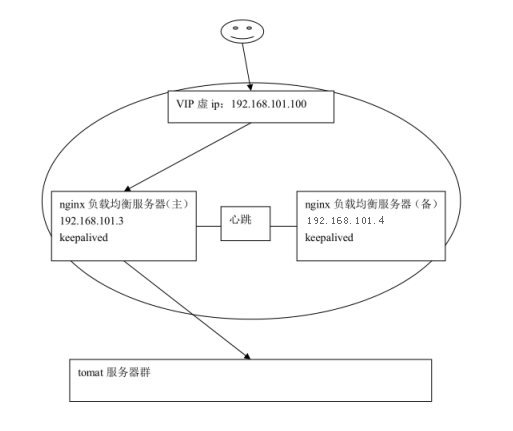 VIP 虚 ip：192.168.101.100
nginx 负载均衡服务器（主）
192.168.101.3
keepalived
心跳
nginx 负载均衡服务器（备）
192.168.101.4
keepalived
tomat 服务器群